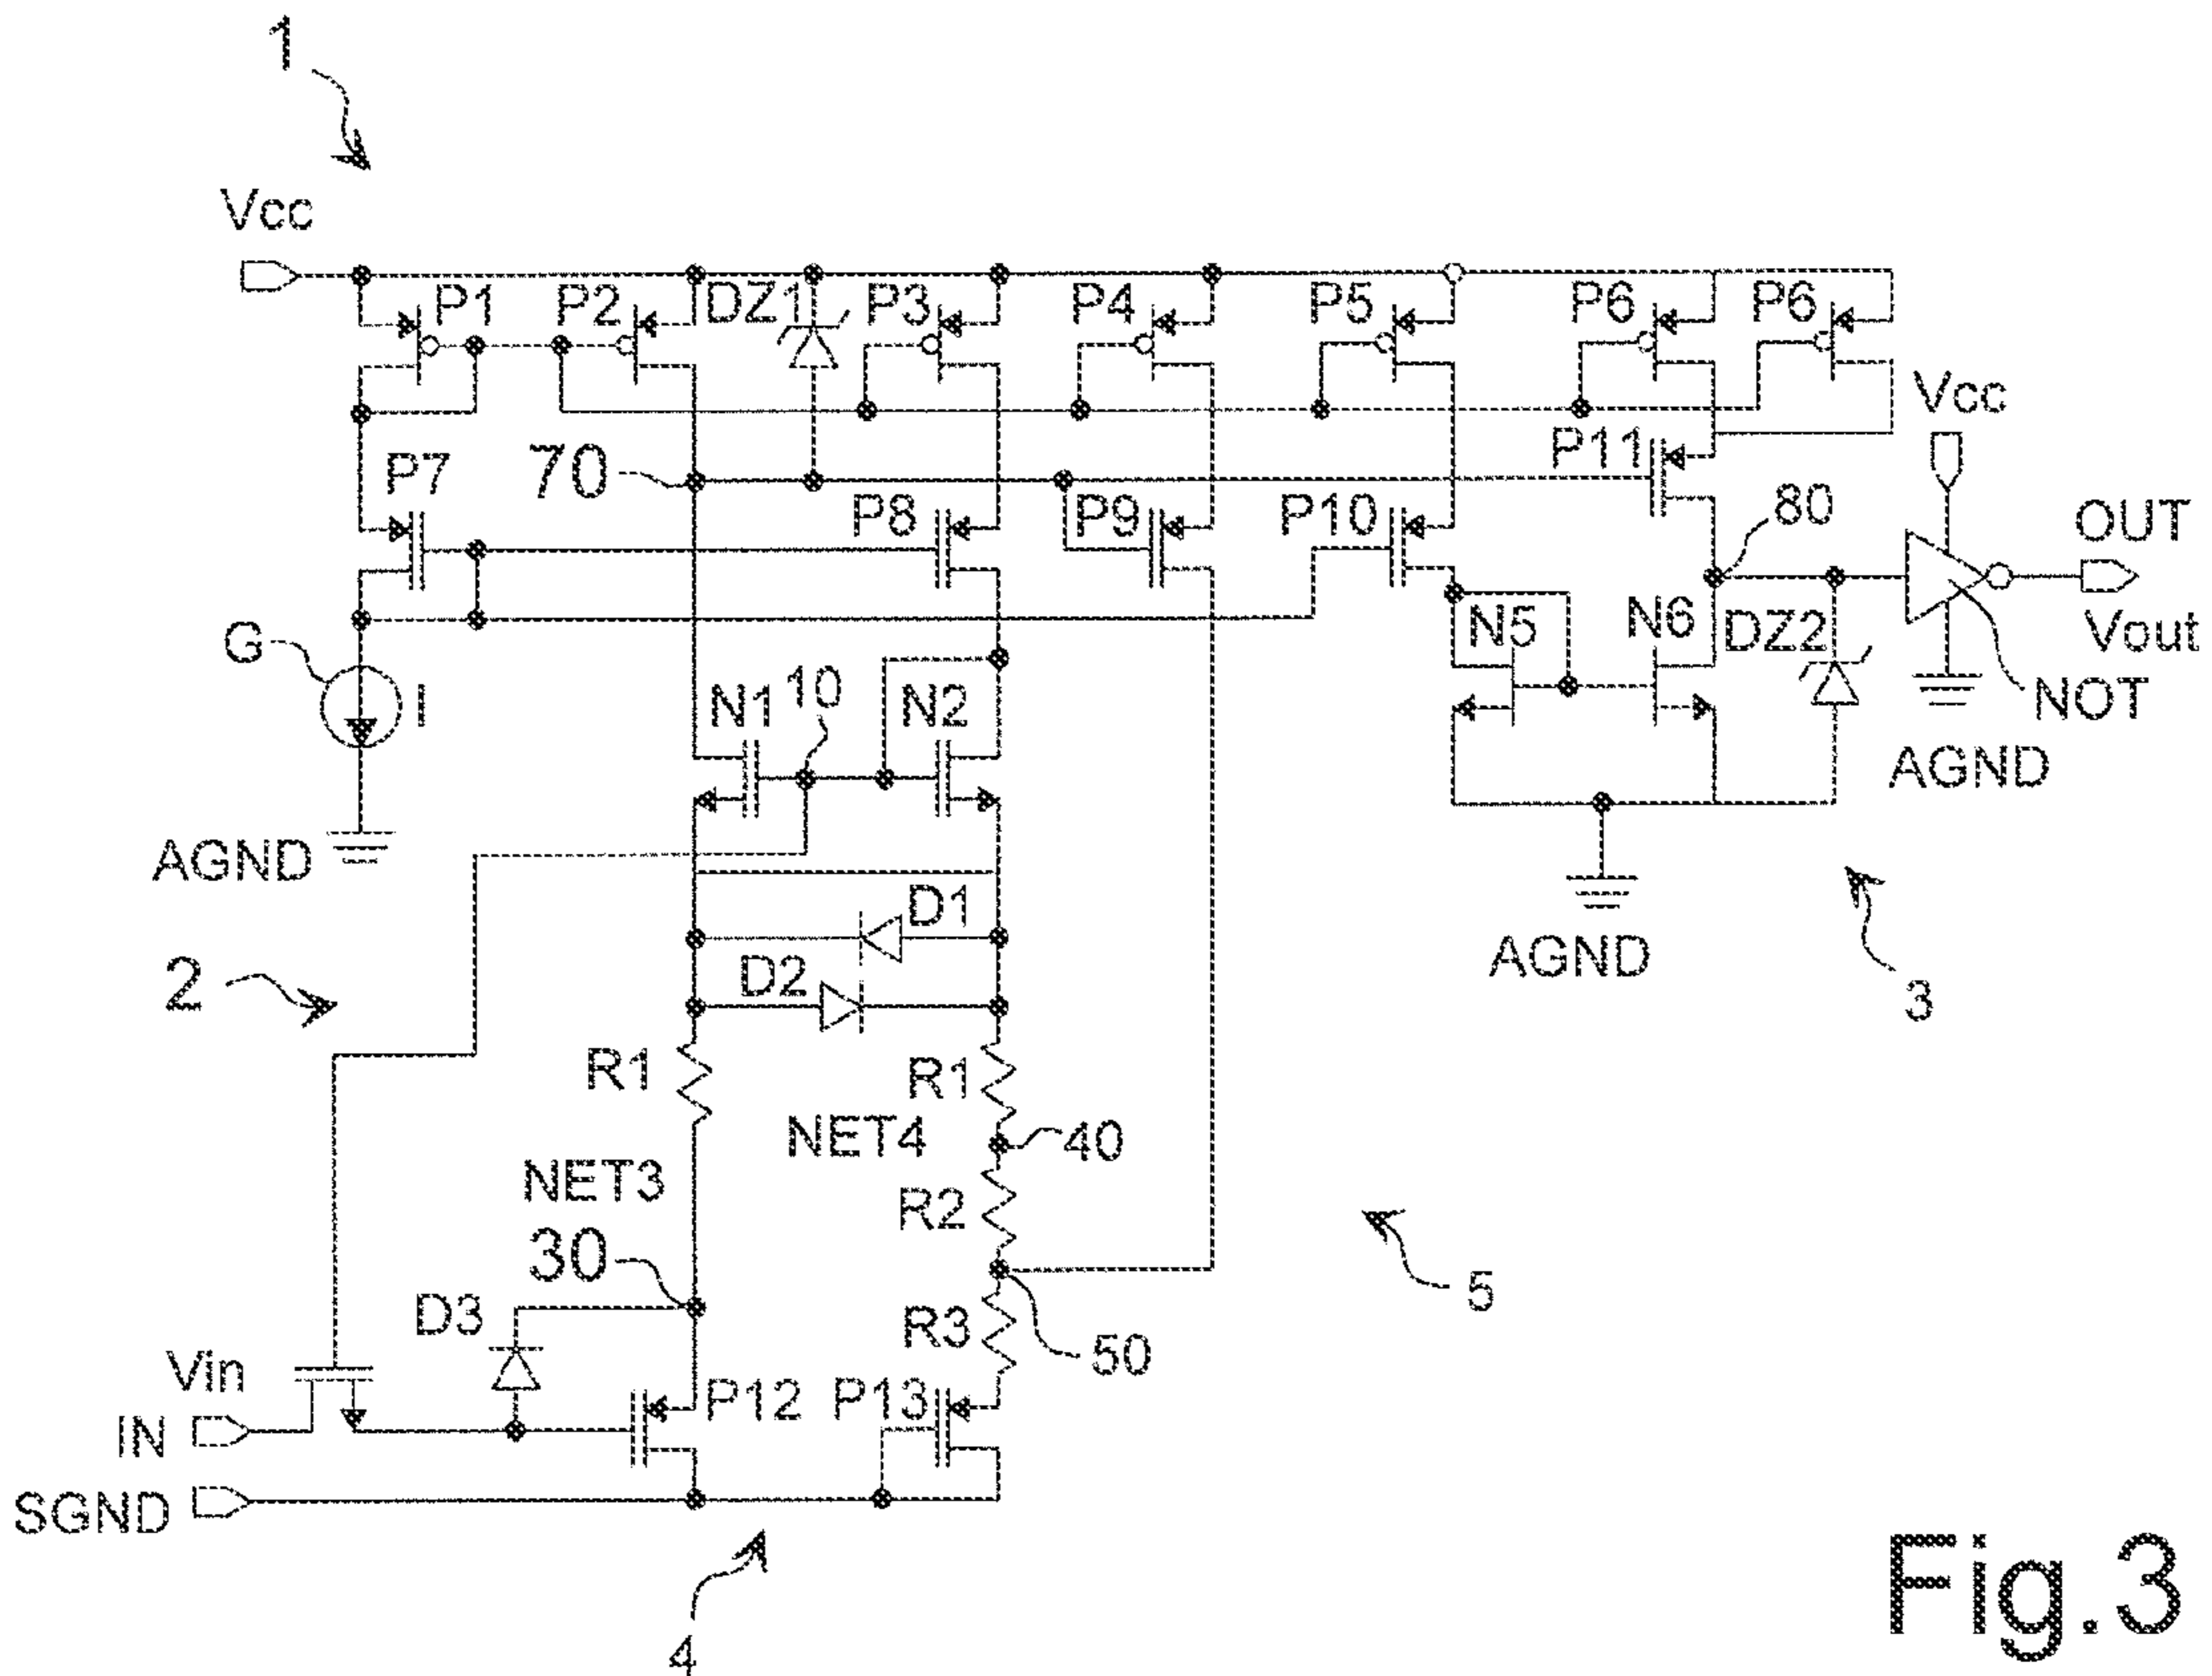 1
Vcc
P1
P2
DZ1
P3
P4
P5
P6
P6
Vcc
P7
70
P8
P9
P10
P11
80
OUT
Vout
G
I
N1
10
N2
N5
N6
DZ2
NOT
AGND
AGND
AGND
D1
2
D2
3
R1
R1
NET4
40
NET3
R2
30
5
D3
R3
50
Vin
P12
P13
IN
SGND
4
Fig.3